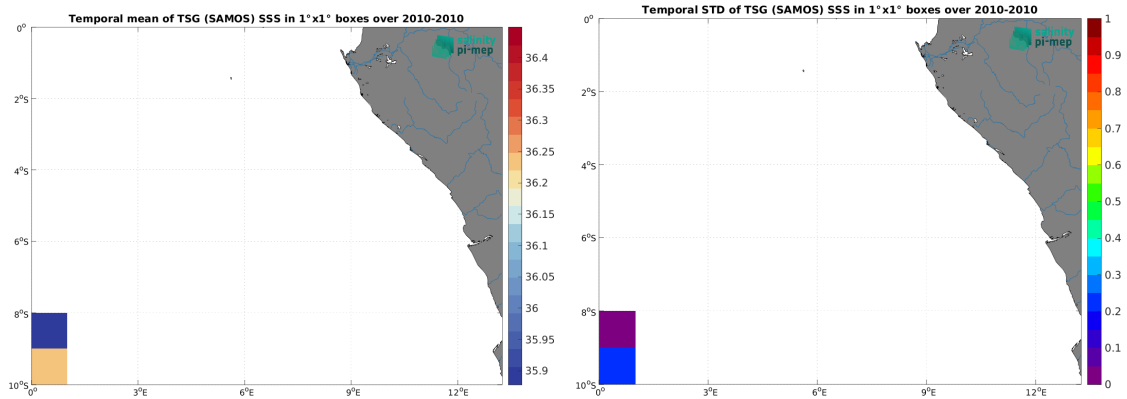 Temporal mean of TSG (SAMOS) SSS in 1°x1° boxes over 2010-2010
0°
2°S
4°S
6°S
8°S
10°S
0°
3°E
6°E
9°E
12°E
salinity
pi-mep
36.4
36.35
36.3
36.25
36.2
36.15
36.1
36.05
36
35.95
35.9
Temporal STD of TSG (SAMOS) SSS in 1°x1° boxes over 2010-2010
0°
2°S
4°S
6°S
8°S
10°S
0°
3°E
6°E
9°E
12°E
salinity
pi-mep
1
0.9
0.8
0.7
0.6
0.5
0.4
0.3
0.2
0.1
0